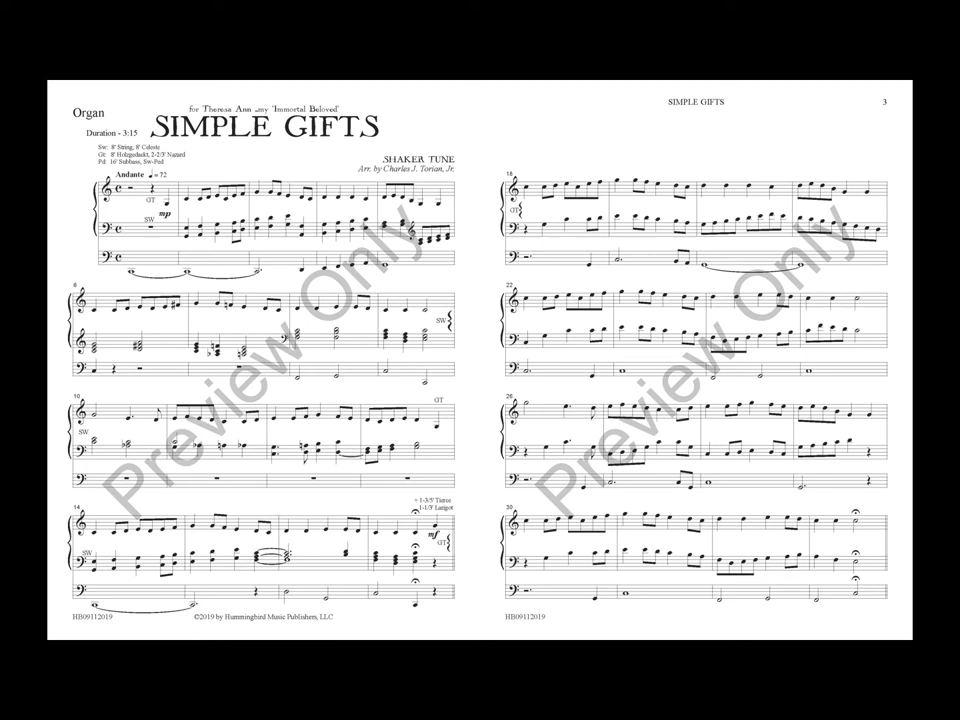 for Theresa Ann ...my 'Immortal Beloved'
Organ
SIMPLE GIFTS
Duration - 3:15
Sw: 8' String, 8' Celeste
Gt: 8' Holzgedackt, 2-2/3' Nazard
Pd: 16' Subbass, Sw-Ped
SHAKER TUNE
Arr. by Charles J. Torian, Jr.
Andante ♩ = 72
GT
mp
SW
6
SW
10
GT
SW
14
+ 1-3/5' Tierce
1-1/3' Larigot
mf
GT
SW
HB09112019
©2019 by Hummingbird Music Publishers, LLC
Preview Only
SIMPLE GIFTS
3
18
GT
22
26
30
HB09112019
Preview Only